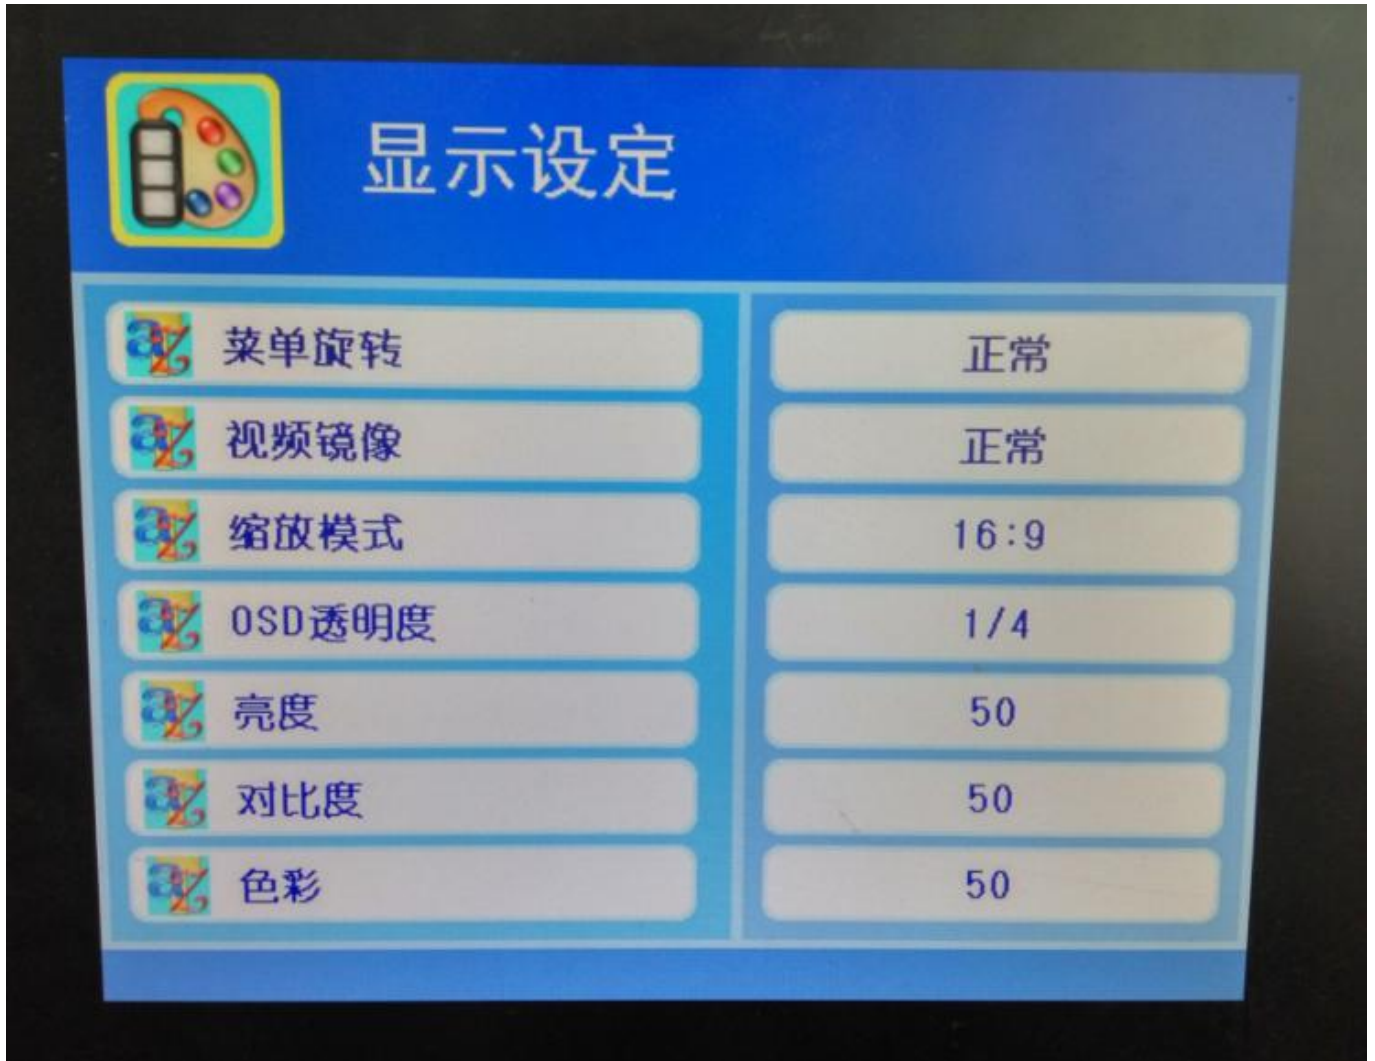 显示设定
菜单旋转 正常
视频镜像 正常
缩放模式 16:9
OSD透明度 1/4
亮度 50
对比度 50
色彩 50